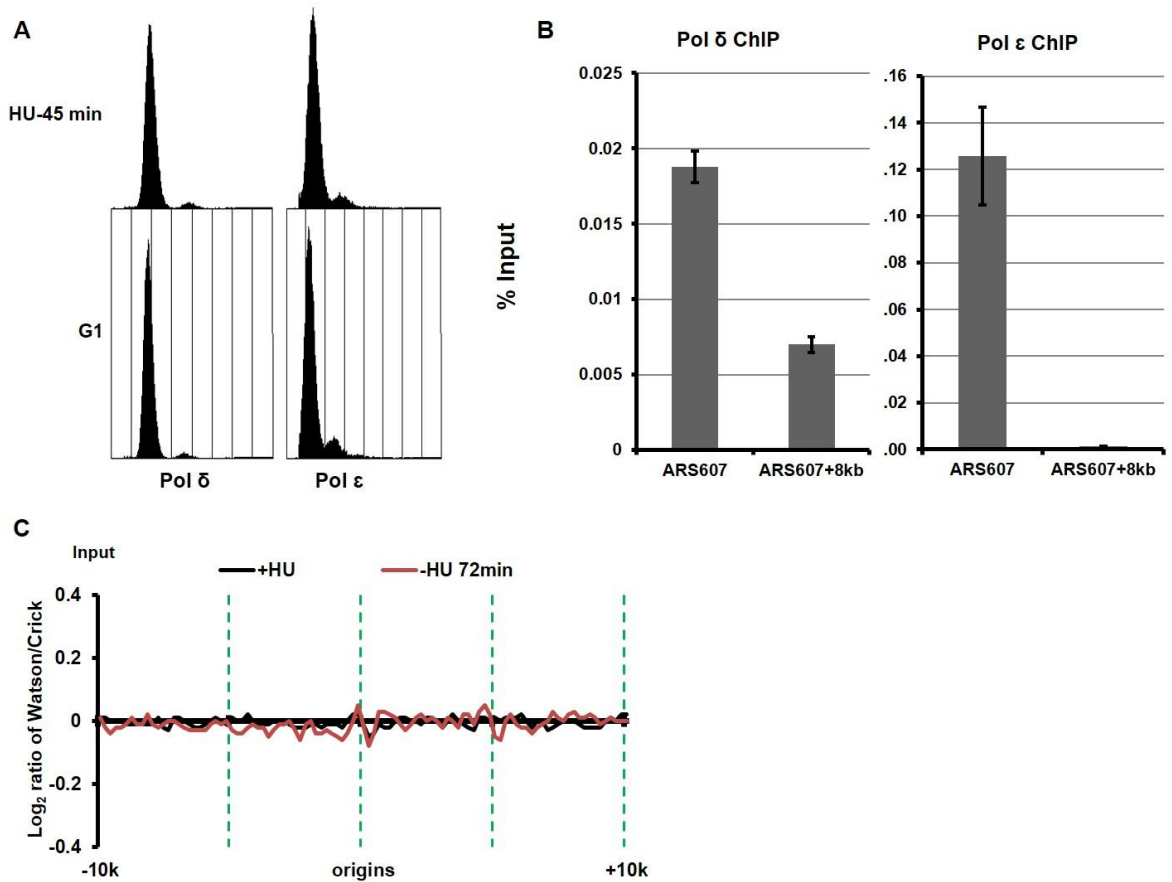 A
HU-45 min
G1
Pol δ
Pol ε
B
Pol δ ChIP
Pol ε ChIP
% Input
0.025
0.02
0.015
0.01
0.005
0
ARS607
ARS607+8kb
.16
.14
.12
.10
.08
.06
.04
.02
.00
ARS607
ARS607+8kb
C
Input
+HU
-HU 72min
Log₂ ratio of Watson/Crick
0.4
0.2
0
-0.2
-0.4
-10k
origins
+10k